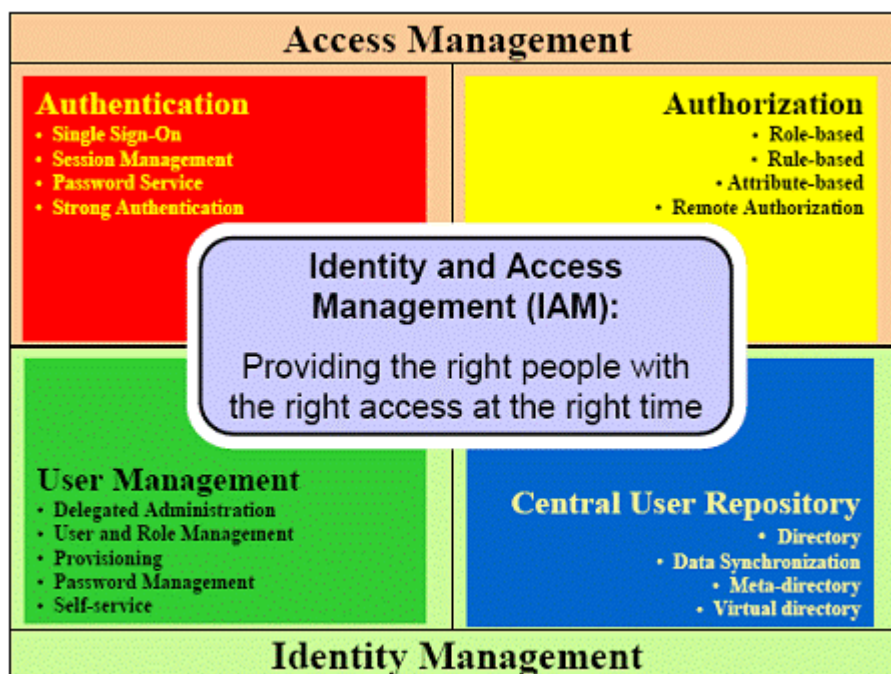 Access Management
Authentication
• Single Sign-On
• Session Management
• Password Service
• Strong Authentication
Authorization
• Role-based
• Rule-based
• Attribute-based
• Remote Authorization
Identity and Access
Management (IAM):
Providing the right people with
the right access at the right time
User Management
• Delegated Administration
• User and Role Management
• Provisioning
• Password Management
• Self-service
Central User Repository
• Directory
• Data Synchronization
• Meta-directory
• Virtual directory
Identity Management